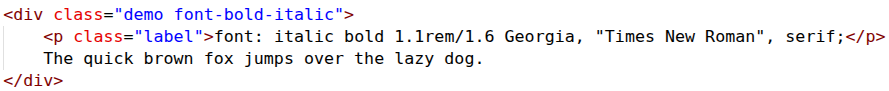 <div class="demo font-bold-italic">
<p class="label">font: italic bold 1.1rem/1.6 Georgia, "Times New Roman", serif;</p>
The quick brown fox jumps over the lazy dog.
</div>